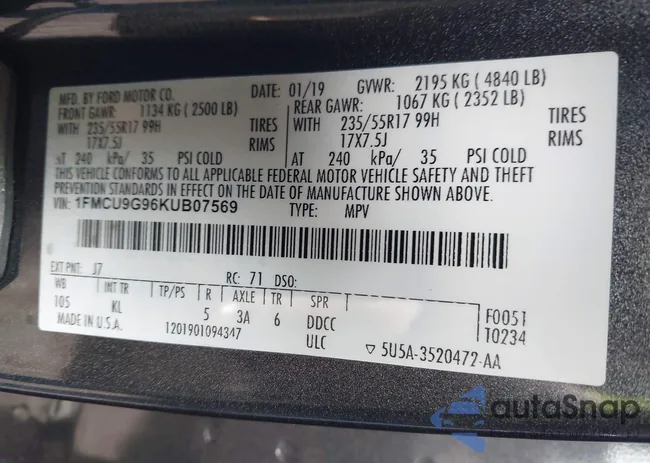 MFD. BY FORD MOTOR CO. DATE: 01/19 GVWR: 2195 KG ( 4840 LB)
FRONT GAWR: 1134 KG ( 2500 LB) REAR GAWR: 1067 KG ( 2352 LB)
WITH 235/55R17 99H TIRES WITH 235/55R17 99H TIRES
17X7.5J RIMS 17X7.5J RIMS
AT 240 kPa/ 35 PSI COLD AT 240 kPa/ 35 PSI COLD
THIS VEHICLE CONFORMS TO ALL APPLICABLE FEDERAL MOTOR VEHICLE SAFETY AND THEFT
PREVENTION STANDARDS IN EFFECT ON THE DATE OF MANUFACTURE SHOWN ABOVE.
VIN: 1FMCU9G96KUB07569 TYPE: MPV
EXT PNT: J7 RC: 71 DSO:
WB INT TR TP/PS R AXLE TR SPR
105 KL 5 3A 6 DDCC
F0051
MADE IN U.S.A. 1201901094347 ULC
T0234
▽ 5U5A-3520472-AA
autoSnap